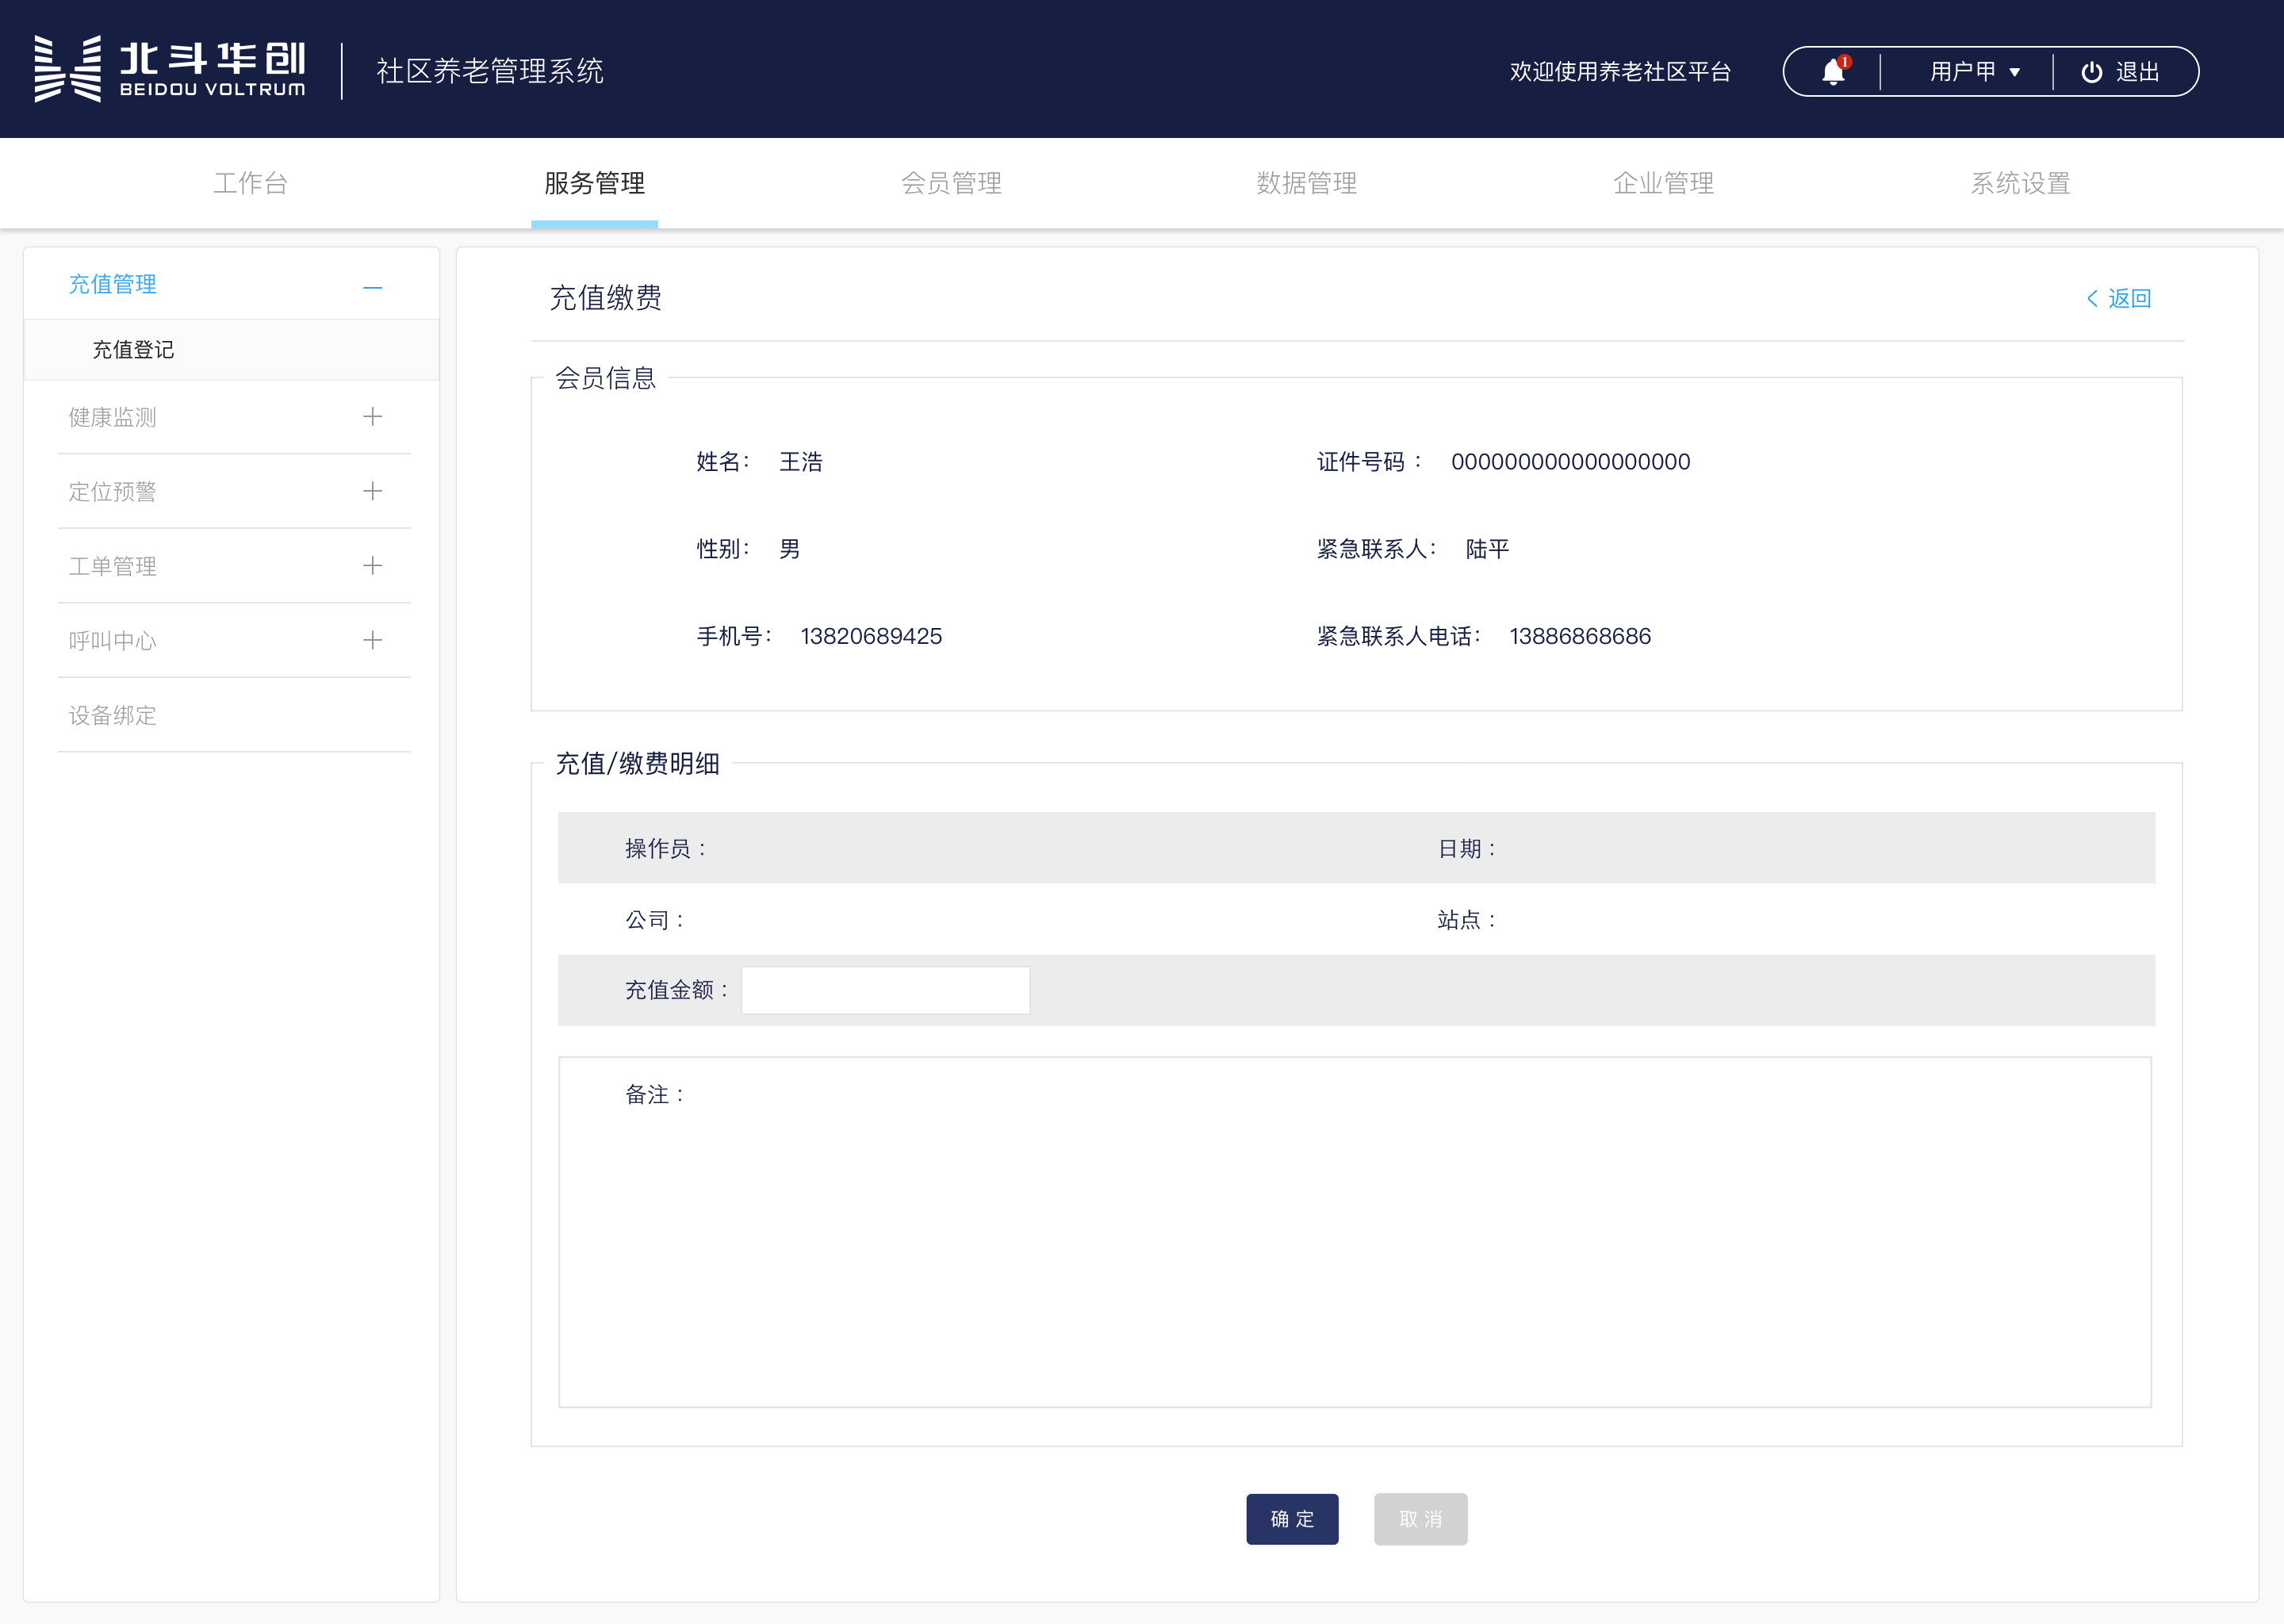 北斗华创
BEIDOU VOLTRUM
社区养老管理系统
欢迎使用养老社区平台
1
用户甲
退出
工作台
服务管理
会员管理
数据管理
企业管理
系统设置
充值管理
充值登记
健康监测
定位预警
工单管理
呼叫中心
设备绑定
充值缴费
返回
会员信息
姓名： 王浩
证件号码： 000000000000000000
性别： 男
紧急联系人： 陆平
手机号： 13820689425
紧急联系人电话： 13886868686
充值/缴费明细
操作员：
日期：
公司：
站点：
充值金额：
备注：
确 定
取 消